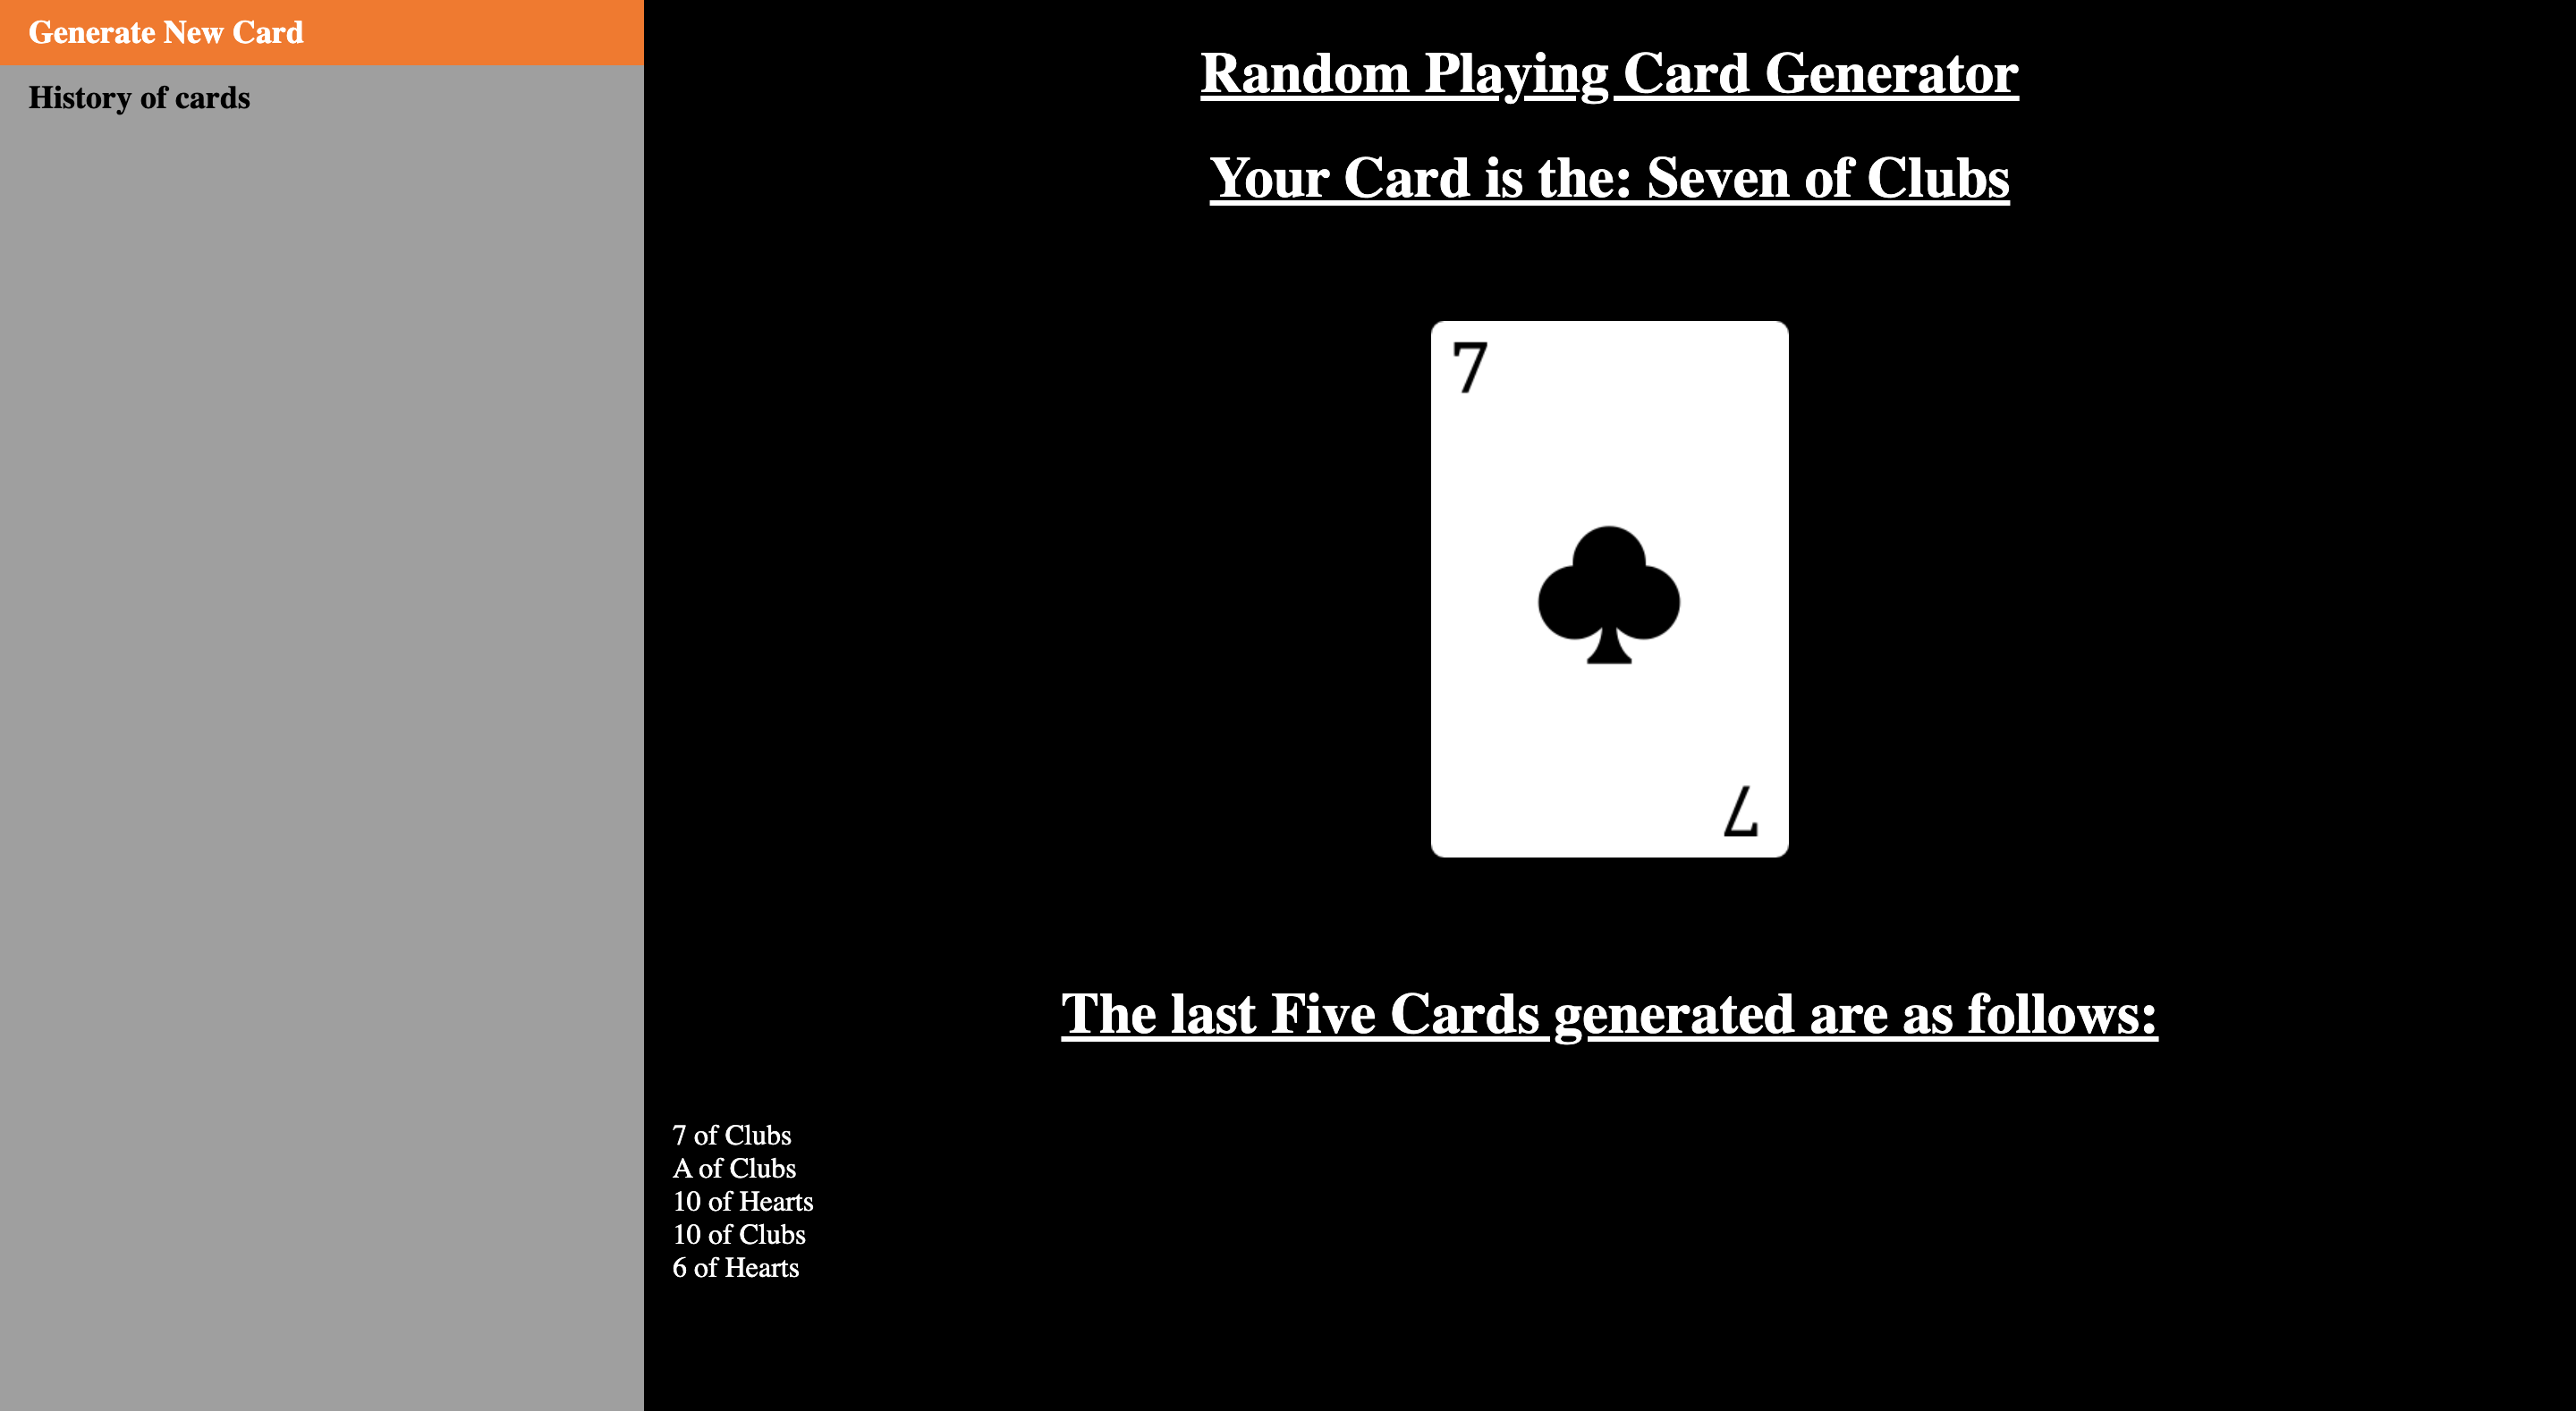 Generate New Card
History of cards
Random Playing Card Generator
Your Card is the: Seven of Clubs
7
7
The last Five Cards generated are as follows:
7 of Clubs
A of Clubs
10 of Hearts
10 of Clubs
6 of Hearts